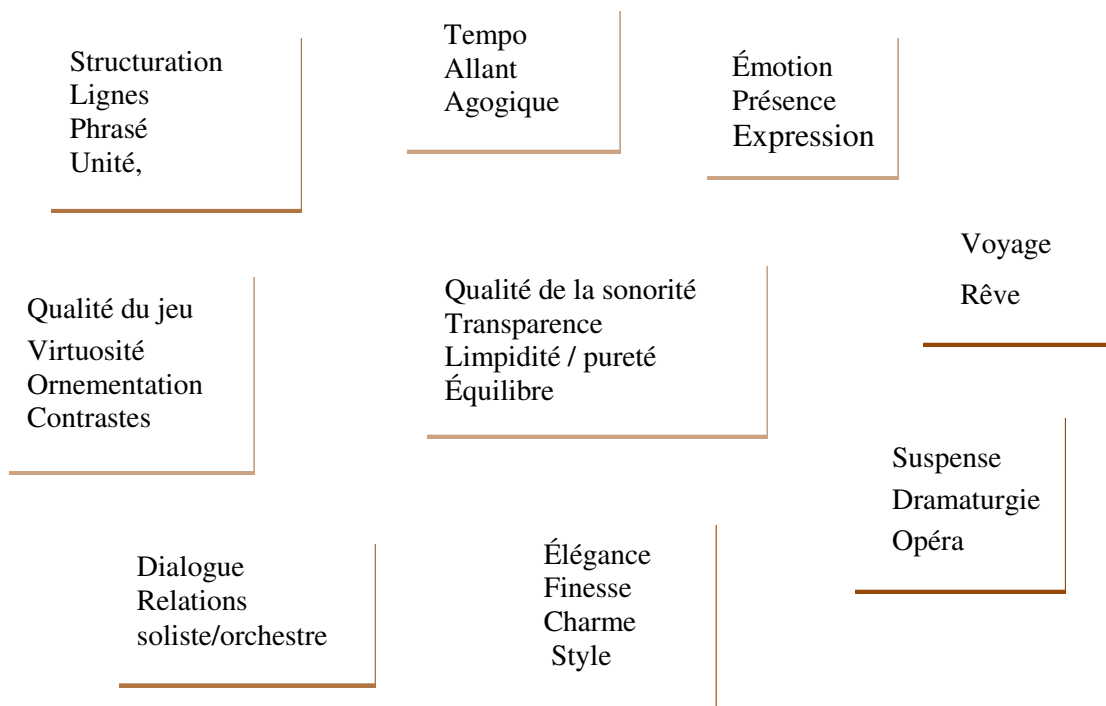 Structuration
Lignes
Phrasé
Unité,
Tempo
Allant
Agogique
Émotion
Présence
Expression
Voyage
Rêve
Qualité du jeu
Virtuosité
Ornementation
Contrastes
Qualité de la sonorité
Transparence
Limpidité / pureté
Équilibre
Suspense
Dramaturgie
Opéra
Dialogue
Relations
soliste/orchestre
Élégance
Finesse
Charme
Style